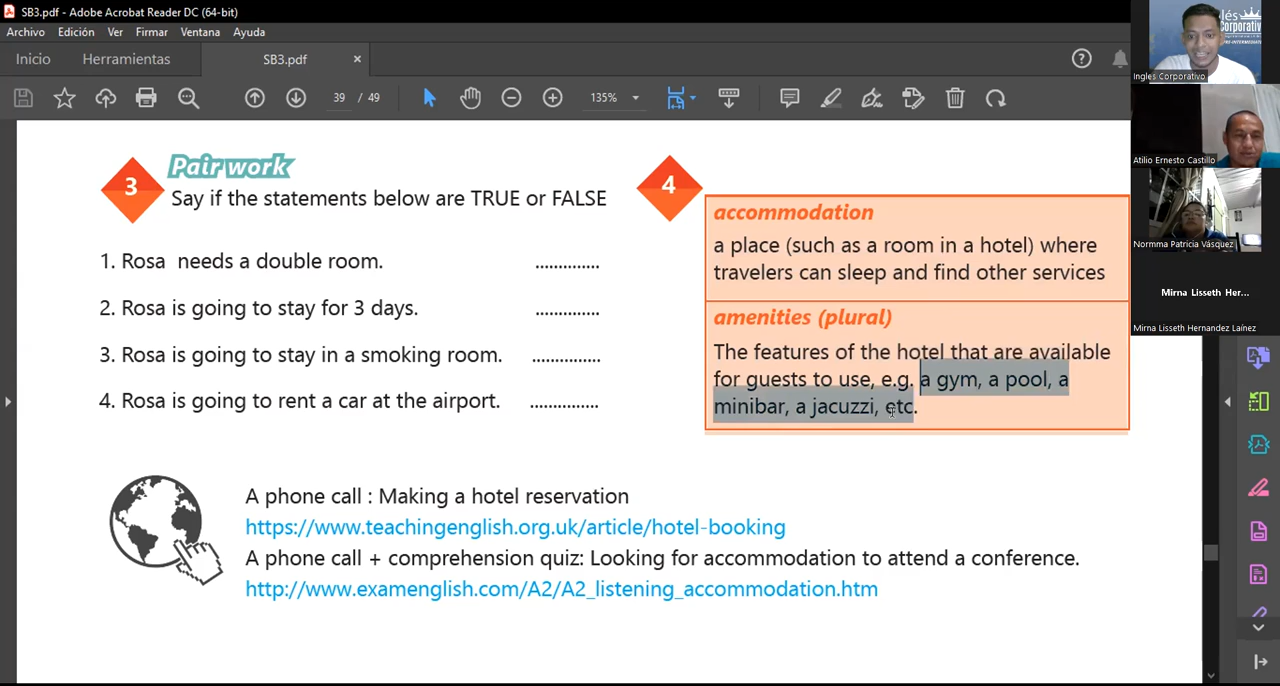 SB3.pdf - Adobe Acrobat Reader DC (64-bit)
Archivo Edición Ver Firmar Ventana Ayuda
Inicio Herramientas SB3.pdf ×
39 / 49 135%
3 Pair work
Say if the statements below are TRUE or FALSE
1. Rosa needs a double room. ..............
2. Rosa is going to stay for 3 days. ..............
3. Rosa is going to stay in a smoking room. ...............
4. Rosa is going to rent a car at the airport. ...............
4
accommodation
a place (such as a room in a hotel) where
travelers can sleep and find other services
amenities (plural)
The features of the hotel that are available
for guests to use, e.g. a gym, a pool, a
minibar, a jacuzzi, etc.
A phone call : Making a hotel reservation
https://www.teachingenglish.org.uk/article/hotel-booking
A phone call + comprehension quiz: Looking for accommodation to attend a conference.
http://www.examenglish.com/A2/A2_listening_accommodation.htm
lés
Corporativo
Ingles Corporativo
Atilio Ernesto Castillo
Normma Patricia Vásquez
Mirna Lisseth Her...
Mirna Lisseth Hernandez Laínez